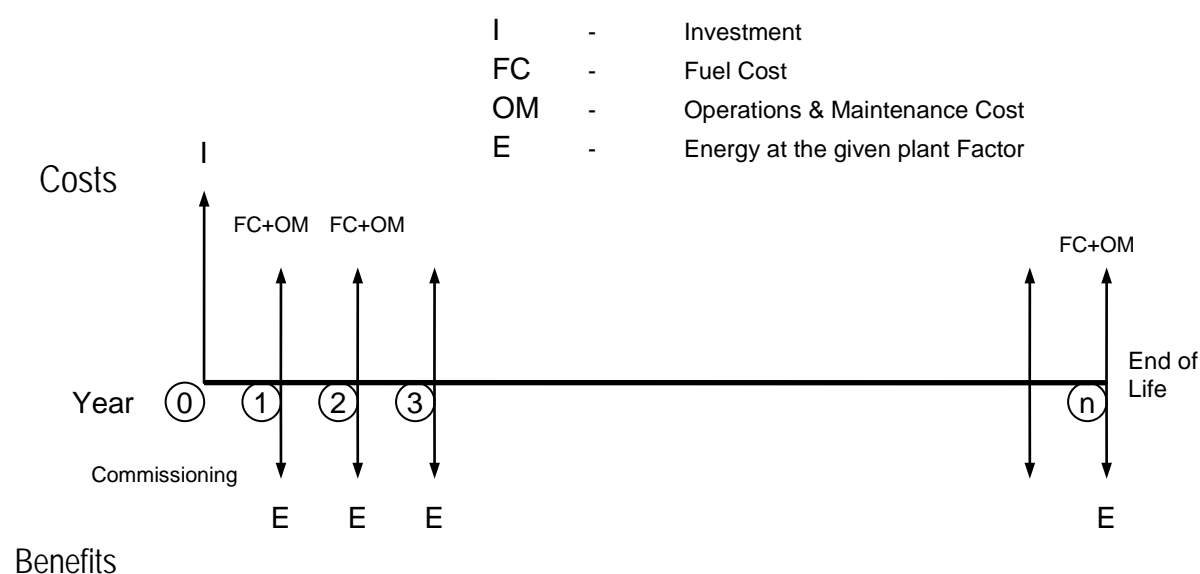 I - Investment
FC - Fuel Cost
OM - Operations & Maintenance Cost
E - Energy at the given plant Factor
I
Costs
FC+OM FC+OM FC+OM
End of
Life
Year 0 1 2 3 n
Commissioning
E E E E
Benefits